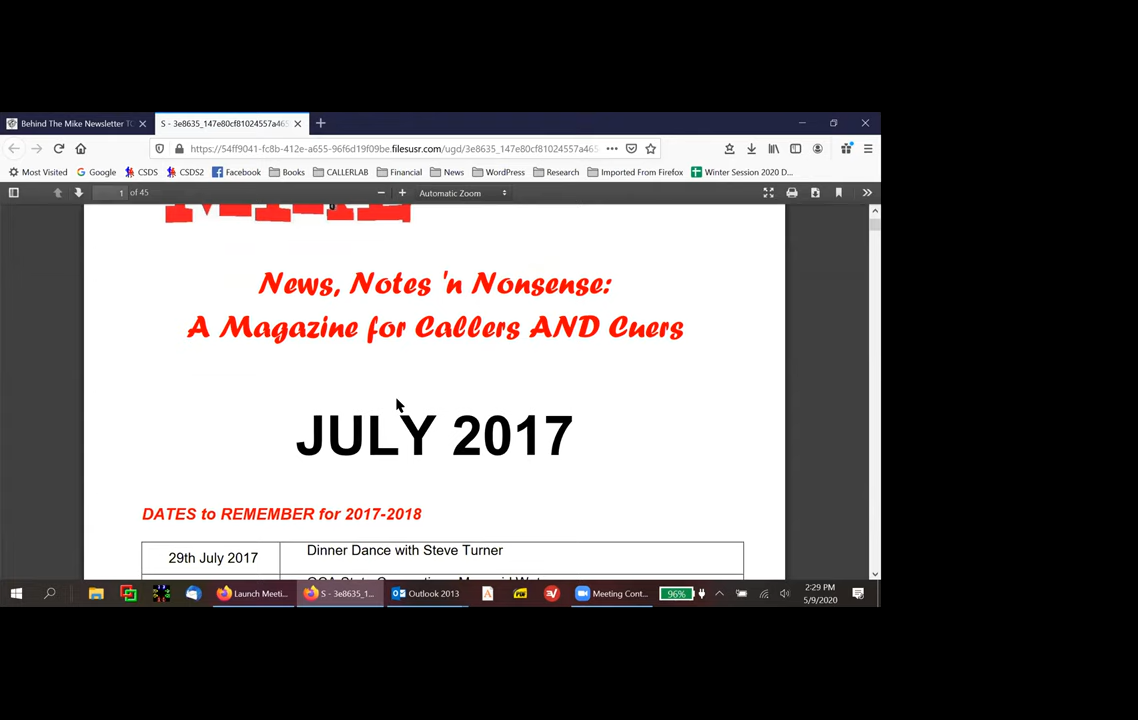 Behind The Mike Newsletter TO
S - 3e8635_147e80cf81024557a465
https://54ff9041-fc8b-412e-a655-96f6d19f09be.filesusr.com/ugd/3e8635_147e80cf81024557a465
Most Visited Google CSDS CSDS2 Facebook Books CALLERLAB Financial News WordPress Research Imported From Firefox Winter Session 2020 D...
1 of 45 Automatic Zoom
News, Notes 'n Nonsense:
A Magazine for Callers AND Cuers
JULY 2017
DATES to REMEMBER for 2017-2018
29th July 2017 Dinner Dance with Steve Turner
Launch Meeti... S - 3e8635_1... Outlook 2013 Meeting Cont... 96% 2:29 PM
5/9/2020